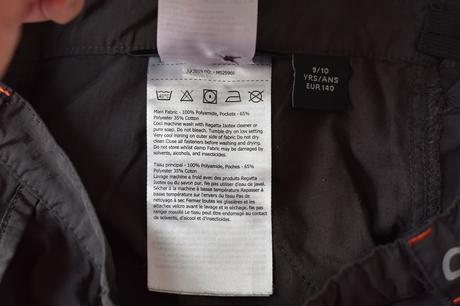 40°C
Main Fabric - 100% Polyamide, Pockets - 65%
Polyester 35% Cotton
Cool machine wash with Regatta Isotex cleaner or
pure soap. Do not bleach. Tumble dry on low setting
Very cool ironing on outer side of fabric Do not dry
clean Close all fasteners before washing and drying.
Do not store whilst damp Fabric may be damaged by
solvents, alcohols, and insecticides.
Tissu principal - 100% Polyamide, Poches - 65%
Polyester 35% Coton
Lavage machine a froid avec des produits Regatta
Isotex ou du savon pur. Ne pas utiliser d'eau de javel.
Sécher à la machine à basse température Repasser à
basse température sur l'envers du tissu Pas de
nettoyage à sec Fermer toutes les glissières et les
attaches velcro avant le lavage et le séchage. Ne pas
ranger mouillé Le tissu peut être endomagé au contact
de solvents, d'alcool et d'insecticides.
9/10
YRS/ANS
EUR 140